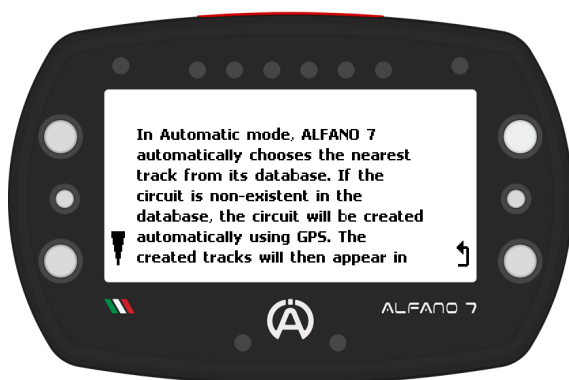 In Automatic mode, ALFANO 7
automatically chooses the nearest
track from its database. If the
circuit is non-existent in the
database, the circuit will be created
automatically using GPS. The
created tracks will then appear in
ALFANO 7